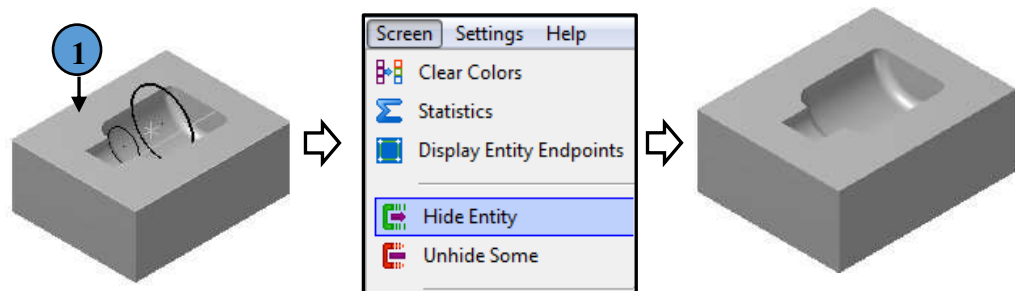 1
Screen Settings Help
Clear Colors
Statistics
Display Entity Endpoints
Hide Entity
Unhide Some